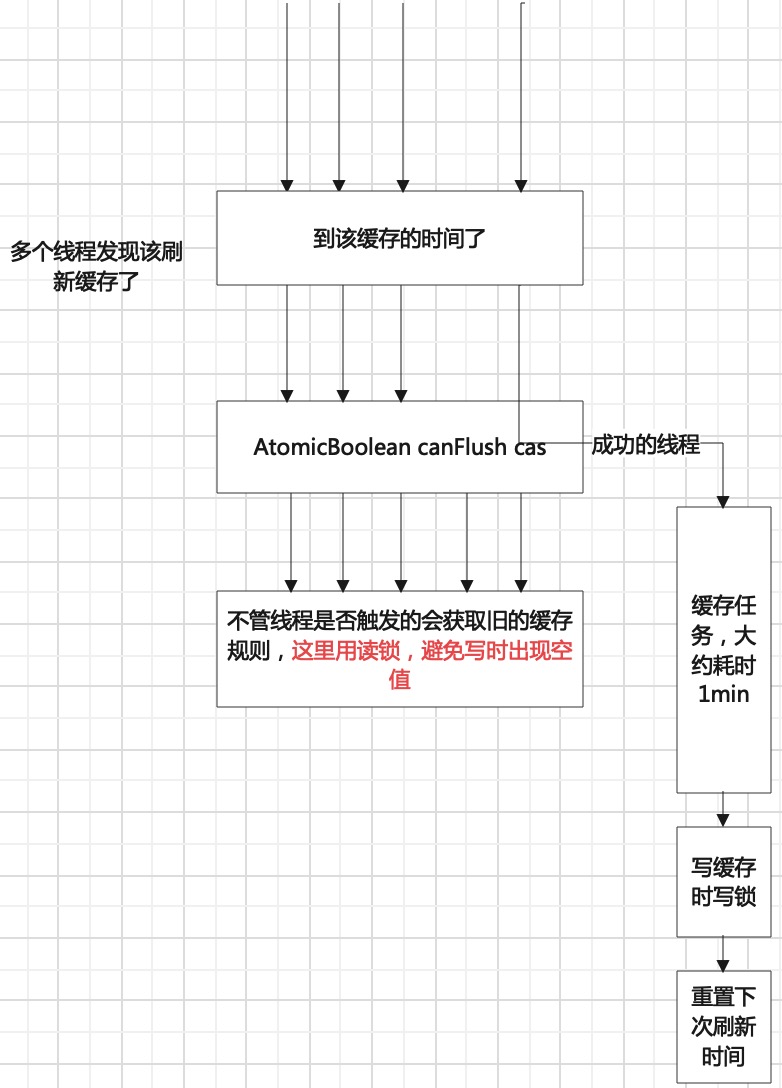 到该缓存的时间了
多个线程发现该刷
新缓存了
AtomicBoolean canFlush cas
成功的线程
不管线程是否触发的会获取旧的缓存
规则，这里用读锁，避免写时出现空
值
缓存任
务，大
约耗时
1min
写缓存
时写锁
重置下
次刷新
时间